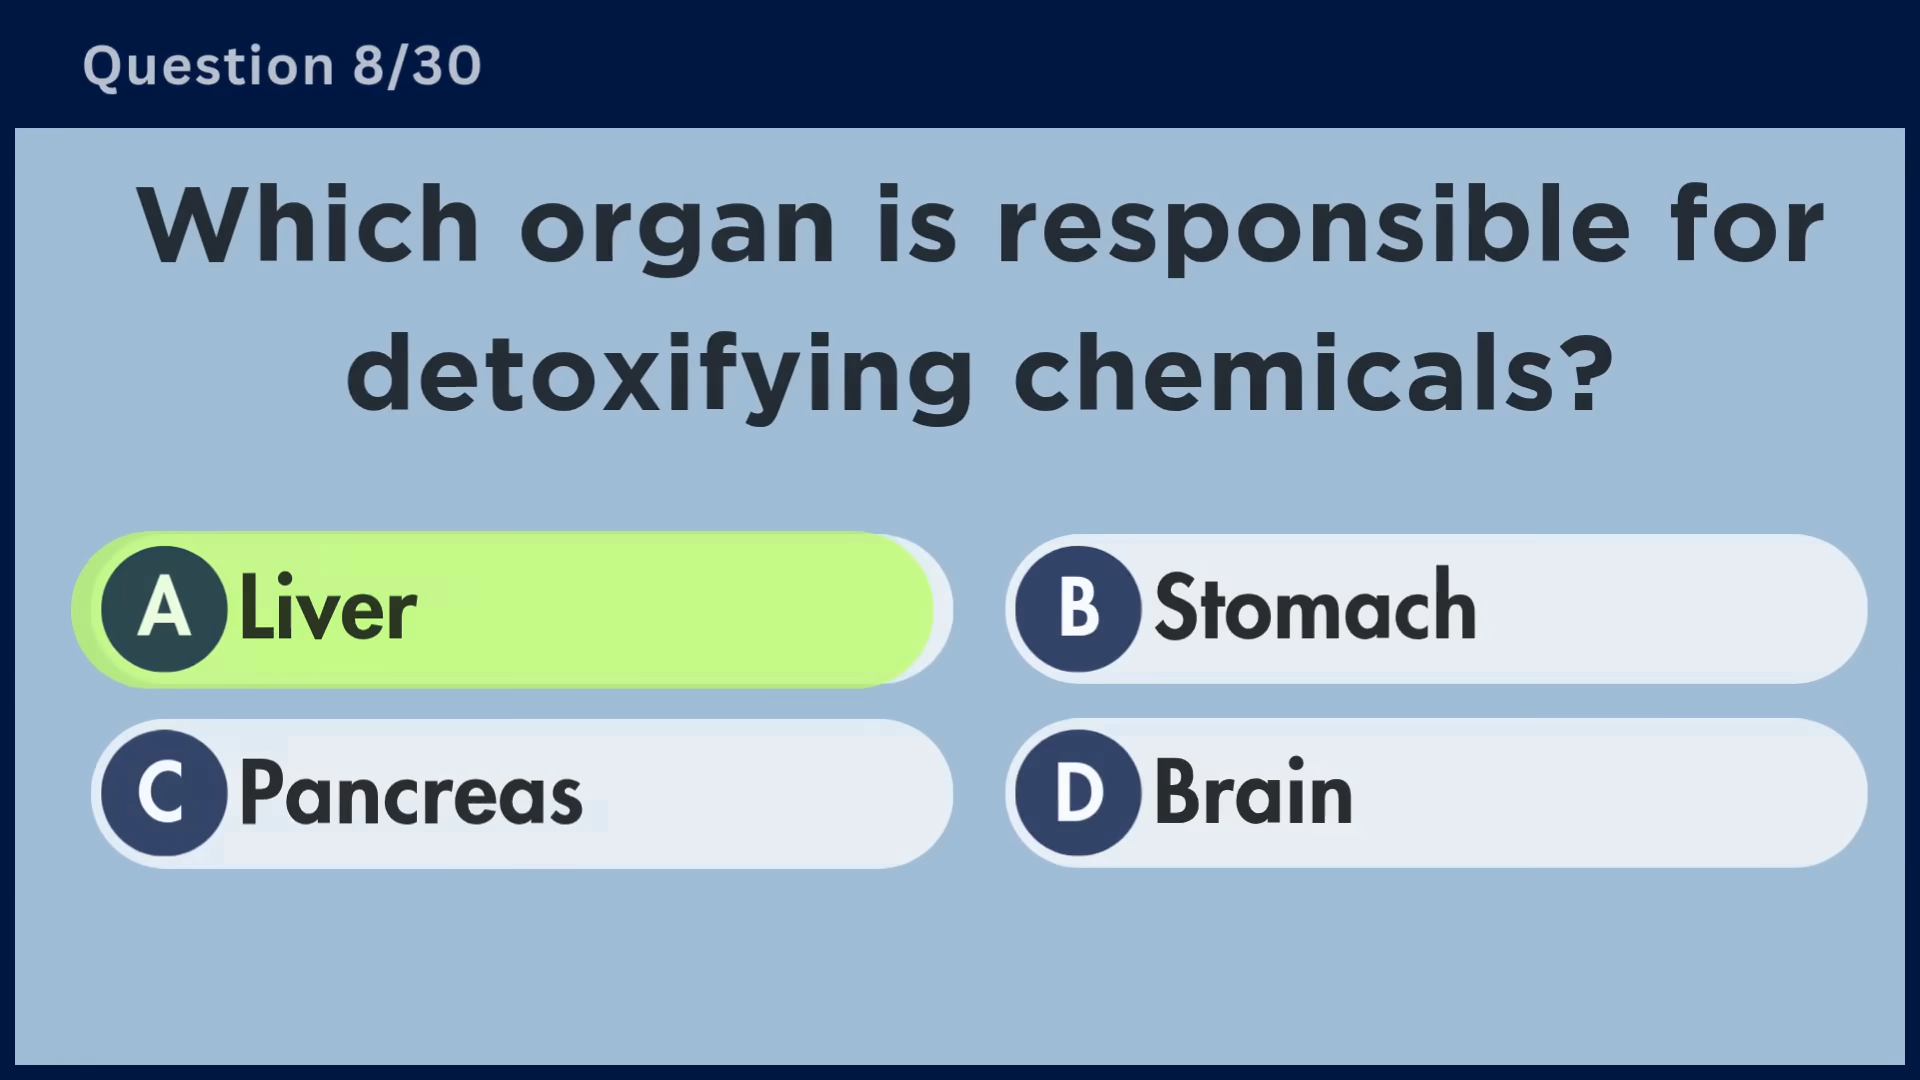 Question 8/30
Which organ is responsible for
detoxifying chemicals?
A Liver
B Stomach
C Pancreas
D Brain